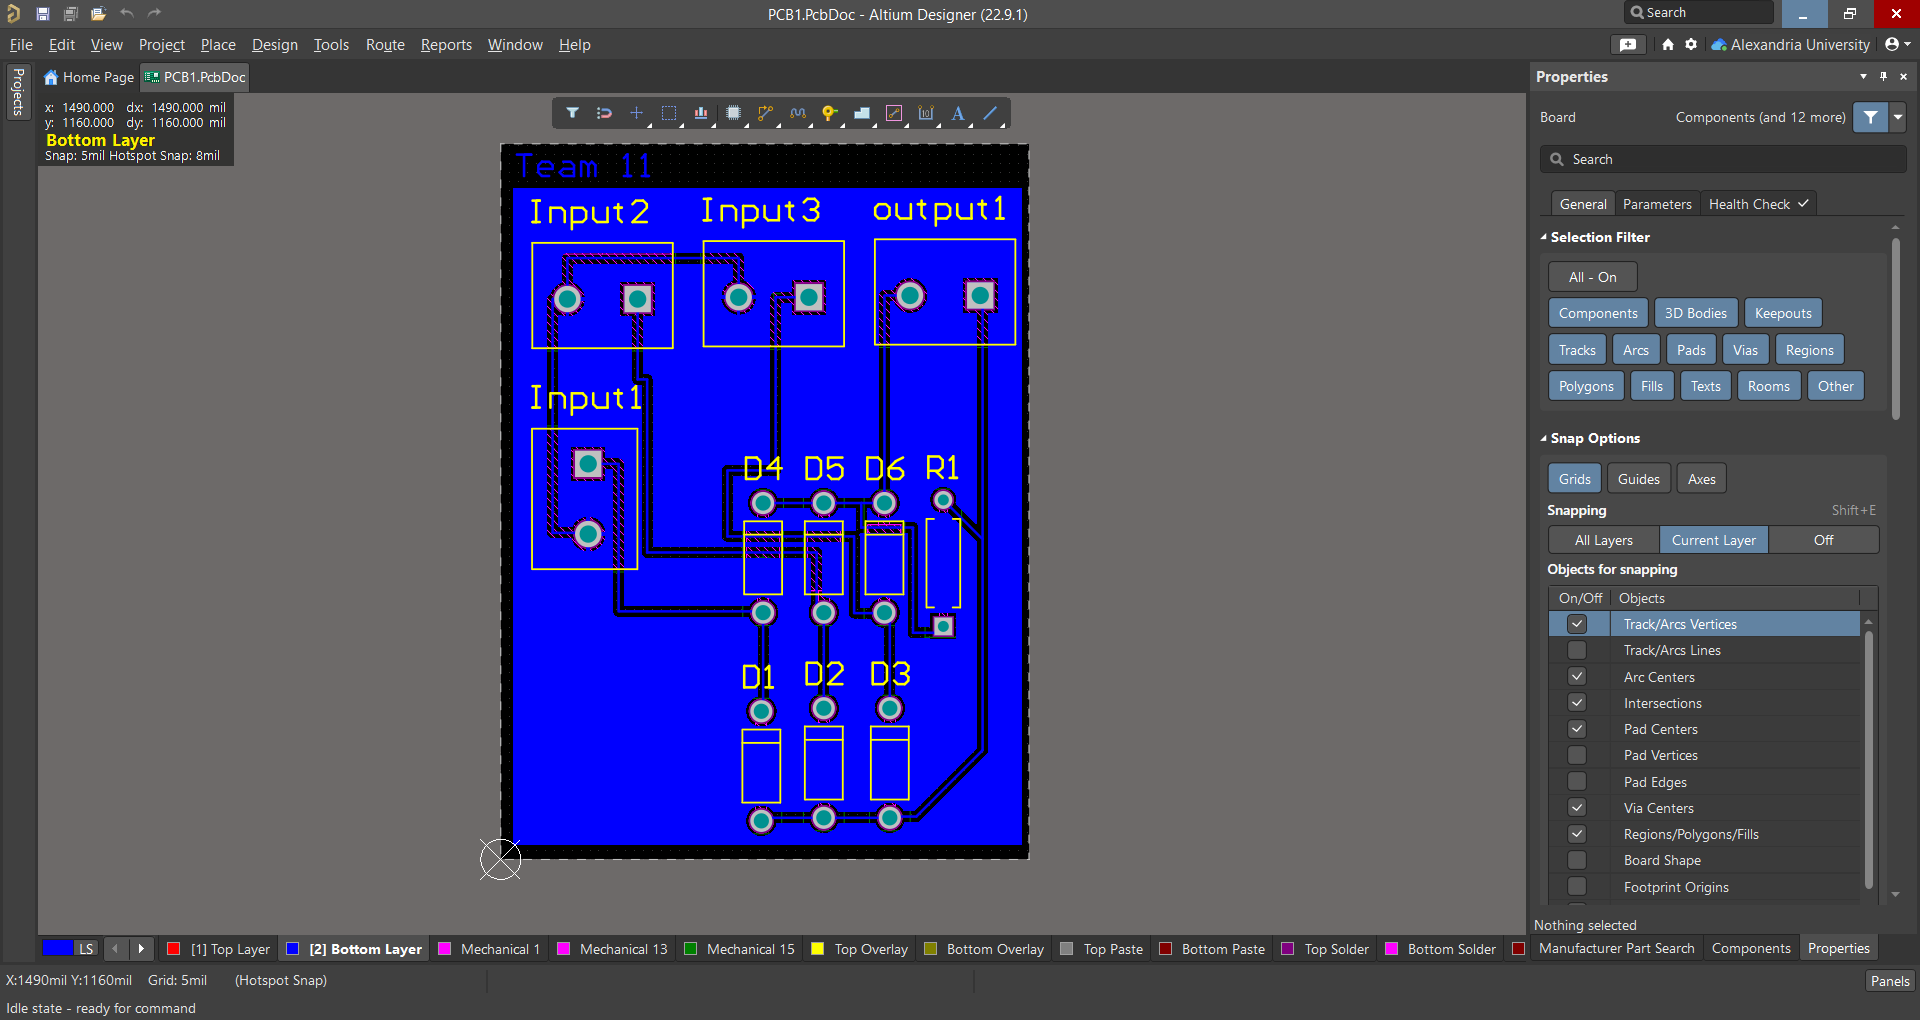 PCB1.PcbDoc - Altium Designer (22.9.1)
Search
File Edit View Project Place Design Tools Route Reports Window Help
Alexandria University
Projects
Home Page
PCB1.PcbDoc
x: 1490.000 dx: 1490.000 mil
y: 1160.000 dy: 1160.000 mil
Bottom Layer
Snap: 5mil Hotspot Snap: 8mil
Team 11
Input2 Input3 output1
Input1
D4 D5 D6 R1
D1 D2 D3
Properties
Board
Components (and 12 more)
Search
General Parameters Health Check
Selection Filter
All - On
Components 3D Bodies Keepouts
Tracks Arcs Pads Vias Regions
Polygons Fills Texts Rooms Other
Snap Options
Grids Guides Axes
Snapping Shift+E
All Layers Current Layer Off
Objects for snapping
On/Off Objects
Track/Arcs Vertices
Track/Arcs Lines
Arc Centers
Intersections
Pad Centers
Pad Vertices
Pad Edges
Via Centers
Regions/Polygons/Fills
Board Shape
Footprint Origins
Nothing selected
LS [1] Top Layer [2] Bottom Layer Mechanical 1 Mechanical 13 Mechanical 15 Top Overlay Bottom Overlay Top Paste Bottom Paste Top Solder Bottom Solder
Manufacturer Part Search Components Properties
X:1490mil Y:1160mil Grid: 5mil (Hotspot Snap)
Panels
Idle state - ready for command